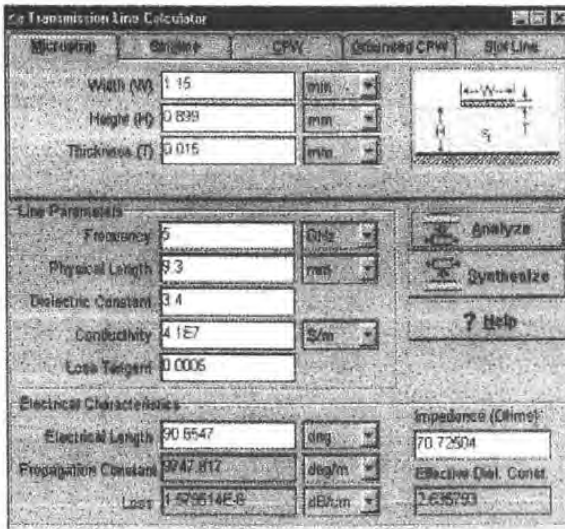 Transmission Line Calculator
Microstrip Stripline CPW Grounded CPW Slot Line
Width (W) 1.15 mm
Height (H) 0.899 mm
Thickness (T) 0.015 mm
W
H
T
Line Parameters
Frequency 5 GHz
Physical Length 9.3 mm
Dielectric Constant 3.4
Conductivity 4.1E7 S/m
Loss Tangent 0.0006
Analyze
Synthesize
? Help
Electrical Characteristics
Electrical Length 90.6547 deg
Propagation Constant 9747.817 deg/m
Loss
Impedance (Ohms)
70.72504
Effective Diel. Const.
2.635793